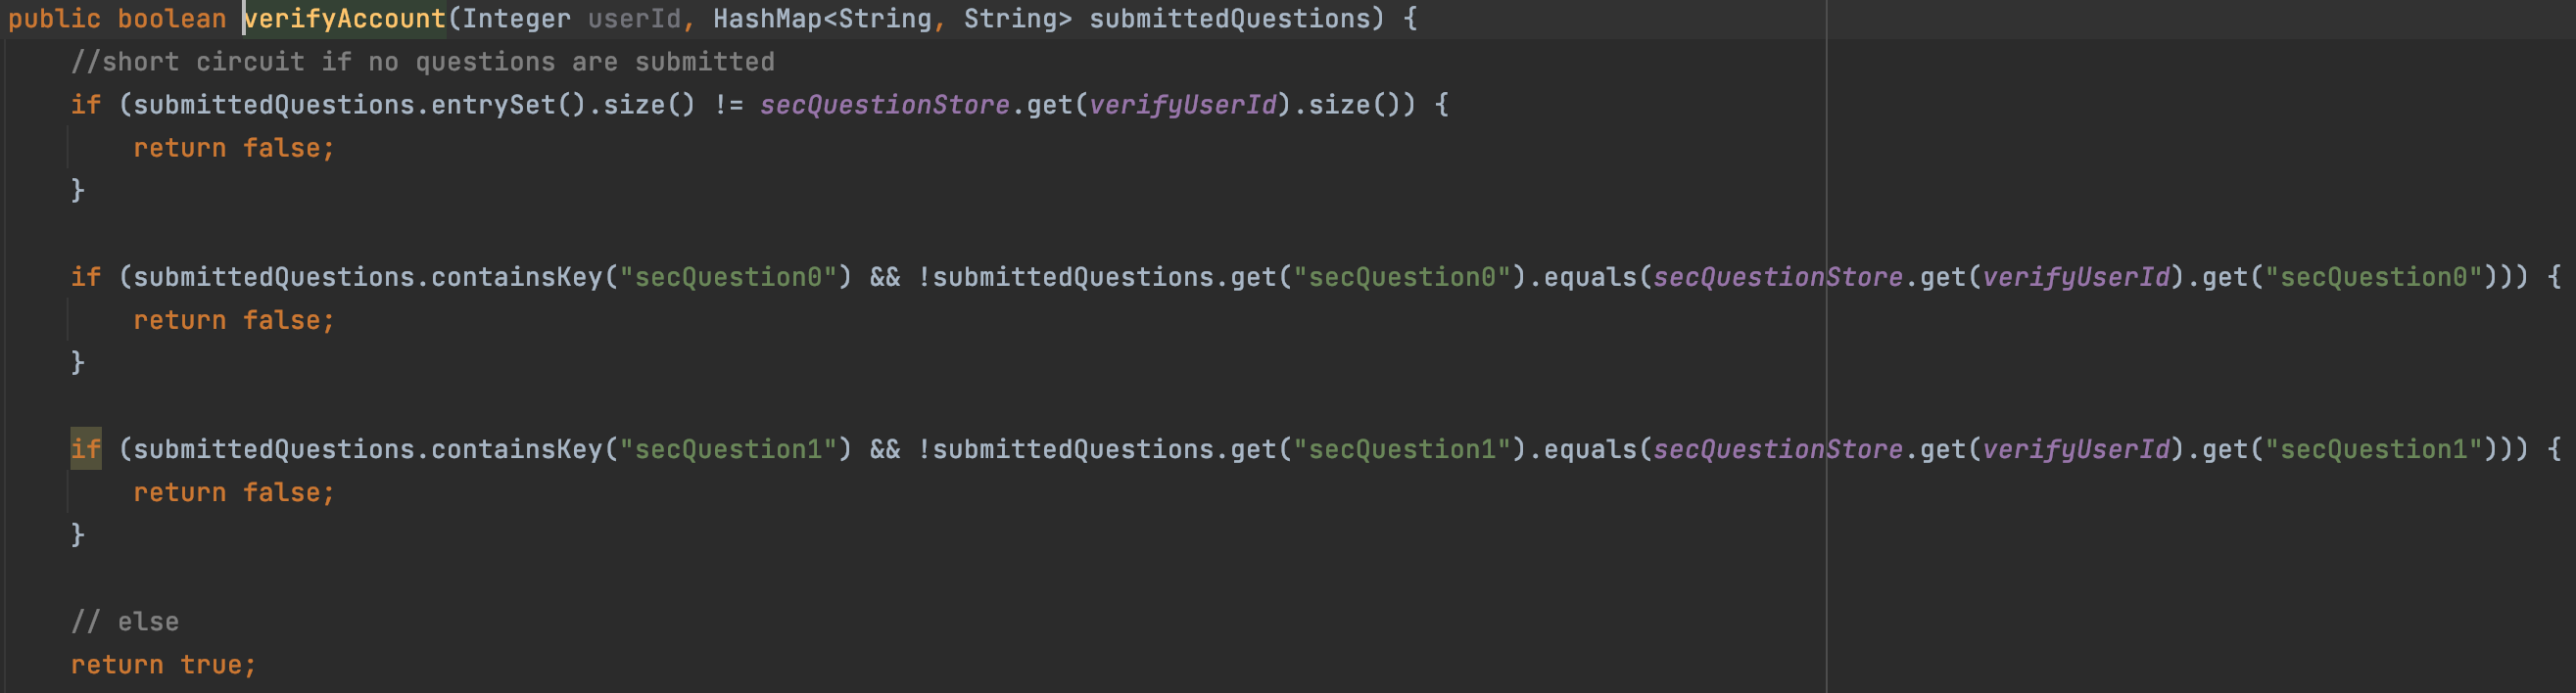 public boolean verifyAccount(Integer userId, HashMap<String, String> submittedQuestions) {
//short circuit if no questions are submitted
if (submittedQuestions.entrySet().size() != secQuestionStore.get(verifyUserId).size()) {
return false;
}
if (submittedQuestions.containsKey("secQuestion0") && !submittedQuestions.get("secQuestion0").equals(secQuestionStore.get(verifyUserId).get("secQuestion0"))) {
return false;
}
if (submittedQuestions.containsKey("secQuestion1") && !submittedQuestions.get("secQuestion1").equals(secQuestionStore.get(verifyUserId).get("secQuestion1"))) {
return false;
}
// else
return true;